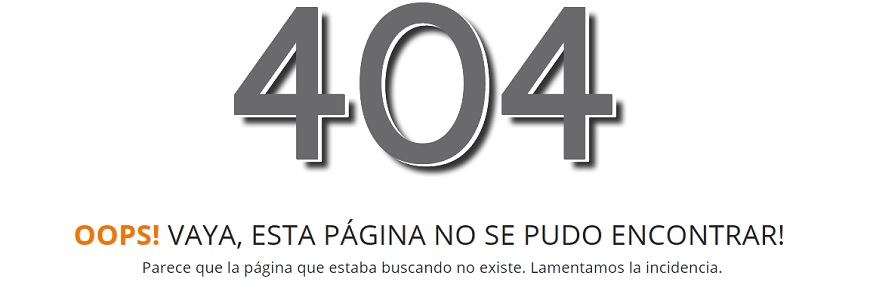 404
OOPS! VAYA, ESTA PÁGINA NO SE PUDO ENCONTRAR!
Parece que la página que estaba buscando no existe. Lamentamos la incidencia.